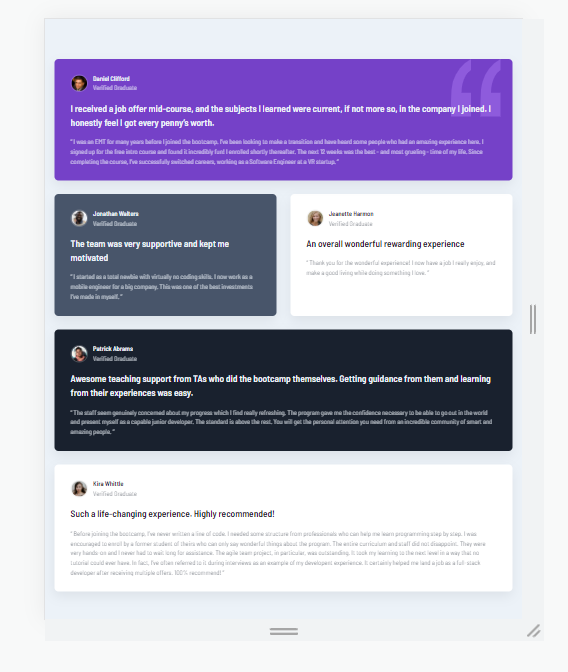 Daniel Clifford
Verified Graduate
I received a job offer mid-course, and the subjects I learned were current, if not more so, in the company I joined. I
honestly feel I got every penny's worth.
" I was an EMT for many years before I joined the bootcamp. I've been looking to make a transition and have heard some people who had an amazing experience here. I
signed up for the free intro course and found it incredibly fun! I enrolled shortly thereafter. The next 12 weeks was the best - and most grueling - time of my life. Since
completing the course, I've successfully switched careers, working as a Software Engineer at a VR startup. "
Jonathan Walters
Verified Graduate
The team was very supportive and kept me
motivated
" I started as a total newbie with virtually no coding skills. I now work as a
mobile engineer for a big company. This was one of the best investments
I've made in myself. "
Jeanette Harmon
Verified Graduate
An overall wonderful rewarding experience
" Thank you for the wonderful experience! I now have a job I really enjoy, and
make a good living while doing something I love. "
Patrick Abrams
Verified Graduate
Awesome teaching support from TAs who did the bootcamp themselves. Getting guidance from them and learning
from their experiences was easy.
" The staff seem genuinely concerned about my progress which I find really refreshing. The program gave me the confidence necessary to be able to go out in the world
and present myself as a capable junior developer. The standard is above the rest. You will get the personal attention you need from an incredible community of smart and
amazing people. "
Kira Whittle
Verified Graduate
Such a life-changing experience. Highly recommended!
" Before joining the bootcamp, I've never written a line of code. I needed some structure from professionals who can help me learn programming step by step. I was
encouraged to enroll by a former student of theirs who can only say wonderful things about the program. The entire curriculum and staff did not disappoint. They were
very hands-on and I never had to wait long for assistance. The agile team project, in particular, was outstanding. It took my learning to the next level in a way that no
tutorial could ever have. In fact, I've often referred to it during interviews as an example of my developent experience. It certainly helped me land a job as a full-stack
developer after receiving multiple offers. 100% recommend! "